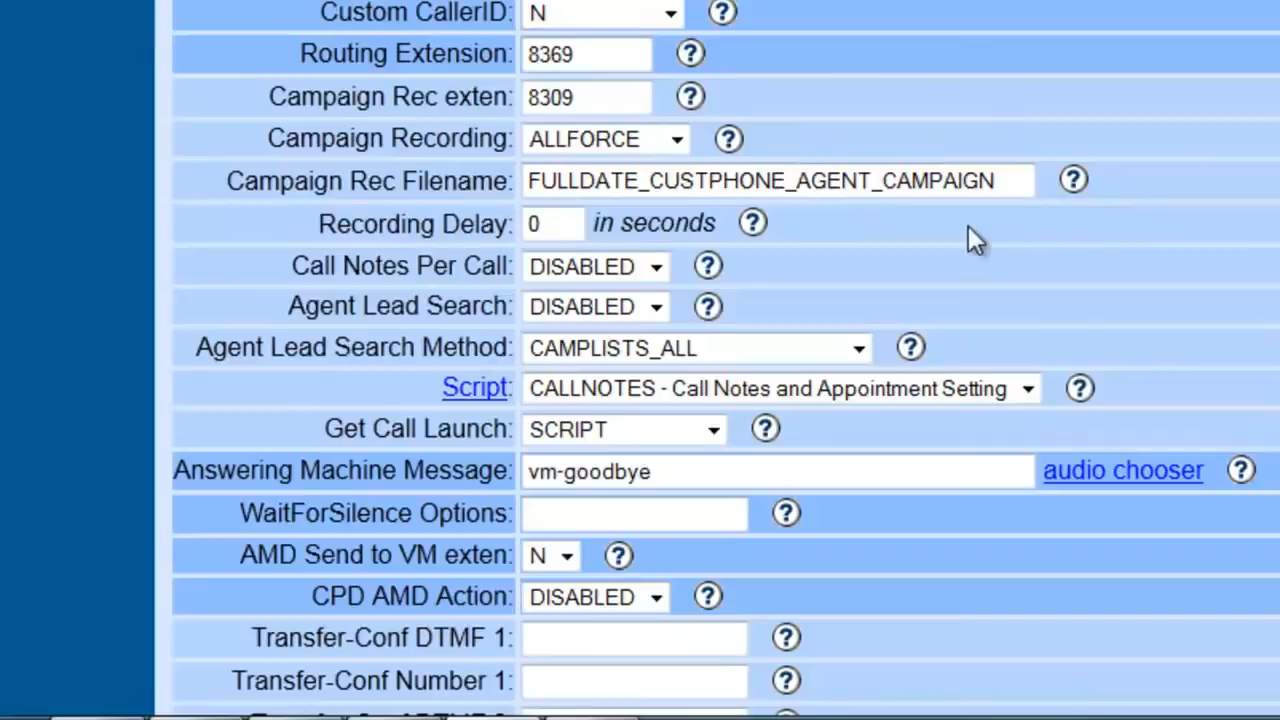 Custom CallerID: N ?
Routing Extension: 8369 ?
Campaign Rec exten: 8309 ?
Campaign Recording: ALLFORCE ?
Campaign Rec Filename: FULLDATE_CUSTPHONE_AGENT_CAMPAIGN ?
Recording Delay: 0 in seconds ?
Call Notes Per Call: DISABLED ?
Agent Lead Search: DISABLED ?
Agent Lead Search Method: CAMPLISTS_ALL ?
Script: CALLNOTES - Call Notes and Appointment Setting ?
Get Call Launch: SCRIPT ?
Answering Machine Message: vm-goodbye audio chooser ?
WaitForSilence Options: ?
AMD Send to VM exten: N ?
CPD AMD Action: DISABLED ?
Transfer-Conf DTMF 1: ?
Transfer-Conf Number 1: ?